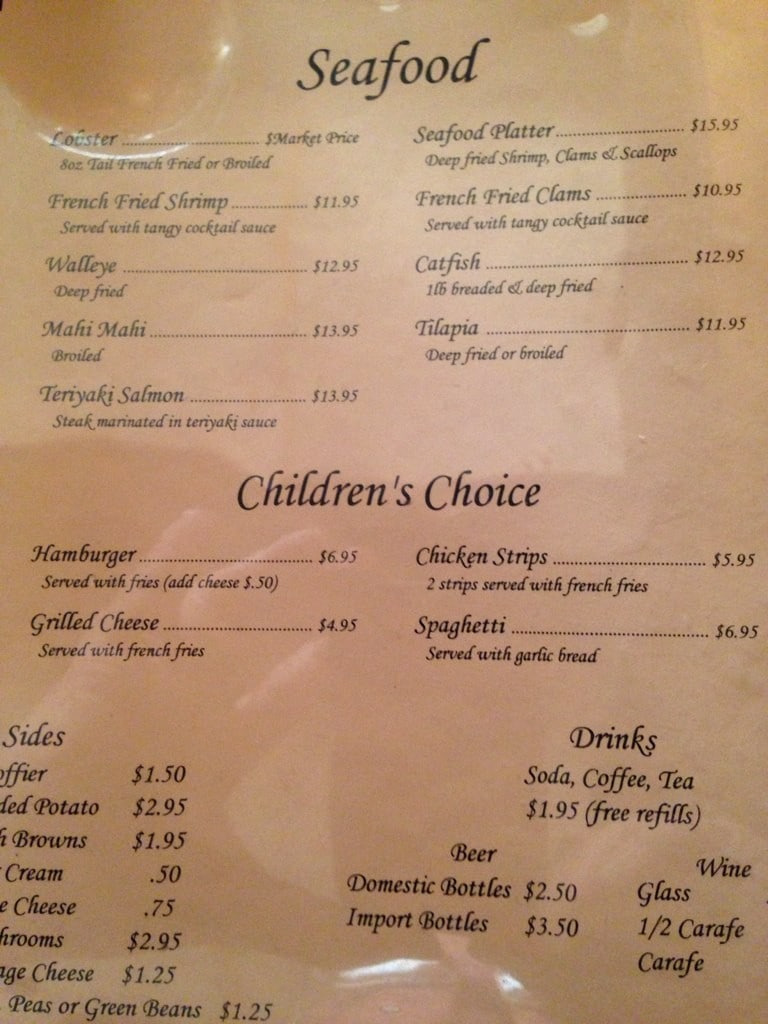 Seafood
Lobster ........ $Market Price
8oz Tail French Fried or Broiled
French Fried Shrimp ........ $11.95
Served with tangy cocktail sauce
Walleye ........ $12.95
Deep fried
Mahi Mahi ........ $13.95
Broiled
Teriyaki Salmon ........ $13.95
Steak marinated in teriyaki sauce
Seafood Platter ........ $15.95
Deep fried Shrimp, Clams & Scallops
French Fried Clams ........ $10.95
Served with tangy cocktail sauce
Catfish ........ $12.95
1lb breaded & deep fried
Tilapia ........ $11.95
Deep fried or broiled
Children's Choice
Hamburger ........ $6.95
Served with fries (add cheese $.50)
Grilled Cheese ........ $4.95
Served with french fries
Chicken Strips ........ $5.95
2 strips served with french fries
Spaghetti ........ $6.95
Served with garlic bread
Sides
offier $1.50
ded Potato $2.95
h Browns $1.95
Cream .50
e Cheese .75
hrooms $2.95
age Cheese $1.25
Peas or Green Beans $1.25
Drinks
Soda, Coffee, Tea
$1.95 (free refills)
Beer
Domestic Bottles $2.50
Import Bottles $3.50
Wine
Glass
1/2 Carafe
Carafe